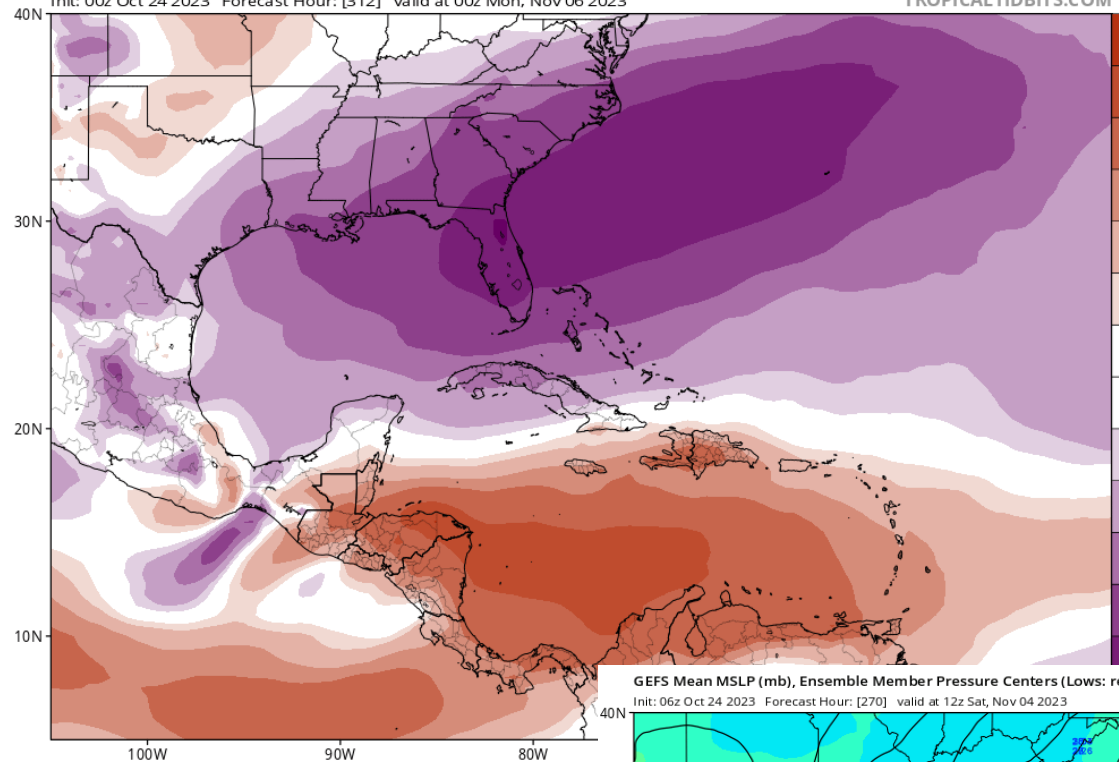 Init: 00z Oct 24 2023 Forecast Hour: [312] valid at 00z Mon, Nov 06 2023 TROPICALTIDBITS.COM
40N
30N
20N
10N
100W 90W 80W
GEFS Mean MSLP (mb), Ensemble Member Pressure Centers (Lows: re
Init: 06z Oct 24 2023 Forecast Hour: [270] valid at 12z Sat, Nov 04 2023
40N